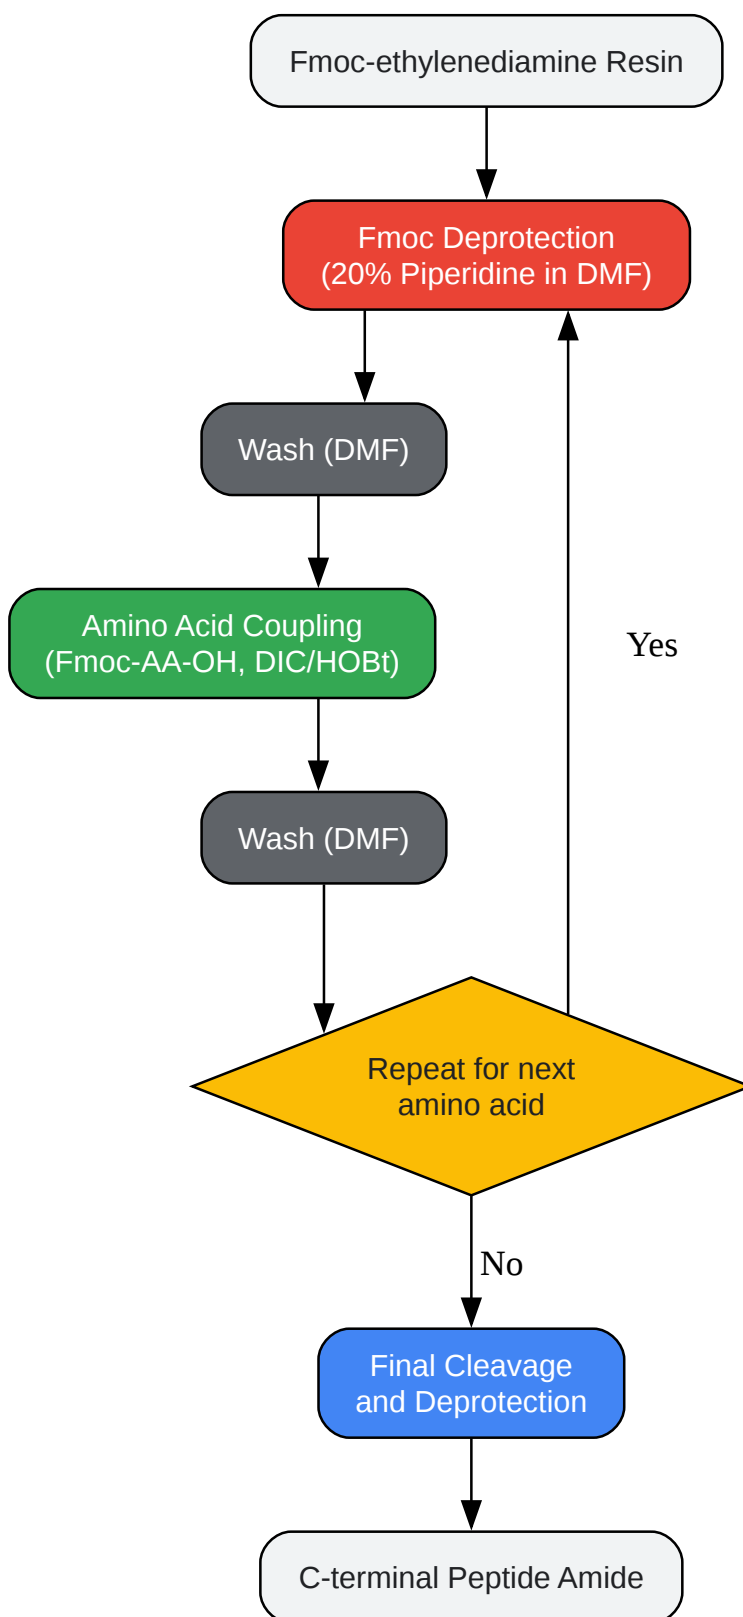 Fmoc-ethylenediamine Resin
Fmoc Deprotection
(20% Piperidine in DMF)
Wash (DMF)
Amino Acid Coupling
(Fmoc-AA-OH, DIC/HOBt)
Yes
Wash (DMF)
Repeat for next
amino acid
No
Final Cleavage
and Deprotection
C-terminal Peptide Amide